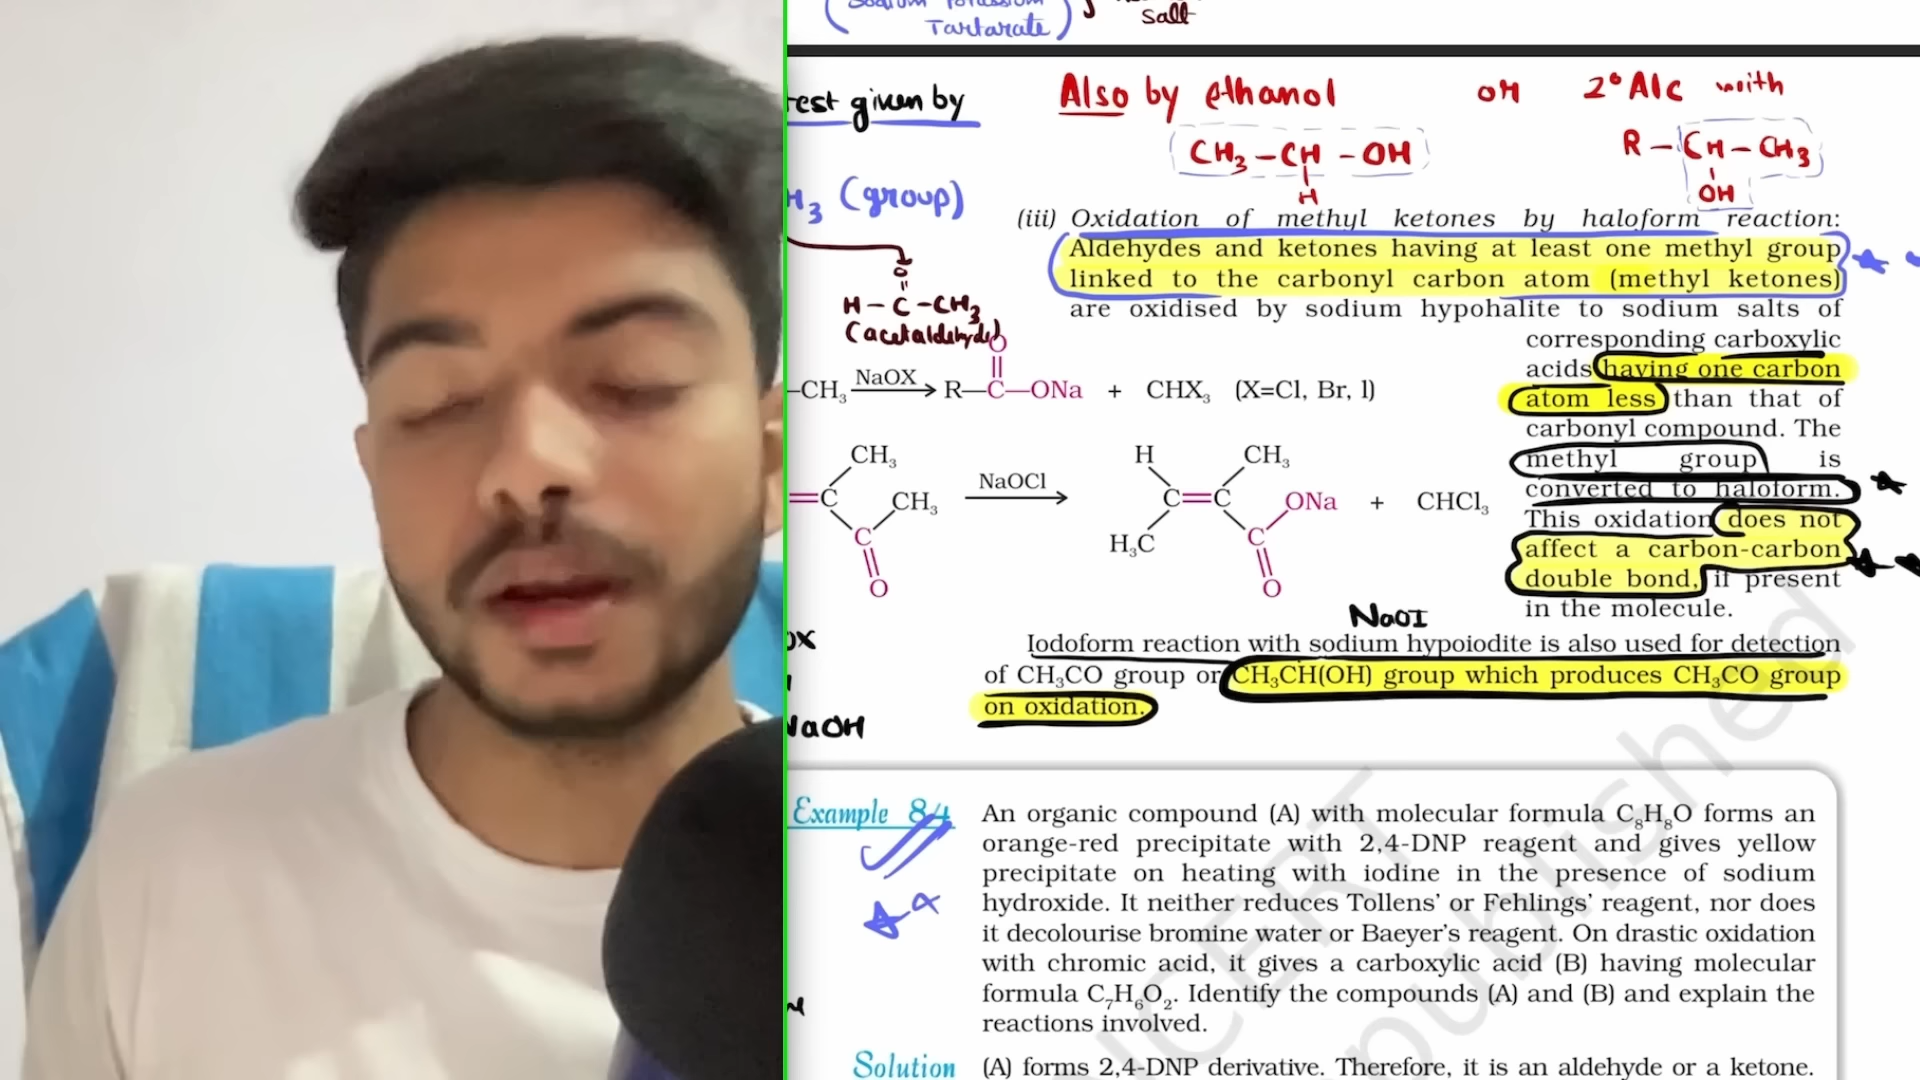 Tartarate)
Salt
test given by
Also by ethanol or 2° Alc with
CH₃ – CH – OH
H
R – CH – CH₃
OH
H₃ (group)
(iii) Oxidation of methyl ketones by haloform reaction:
Aldehydes and ketones having at least one methyl group
linked to the carbonyl carbon atom (methyl ketones)
are oxidised by sodium hypohalite to sodium salts of
corresponding carboxylic
acids having one carbon
atom less than that of
carbonyl compound. The
methyl group is
converted to haloform.
This oxidation does not
affect a carbon-carbon
double bond, if present
in the molecule.
O
H – C – CH₃
(acetaldehyde)
O
–CH₃ NaOX R—C—ONa + CHX₃ (X=Cl, Br, I)
CH₃
=C CH₃
C
O
NaOCl
H CH₃
C=C ONa + CHCl₃
H₃C C
O
NaOI
OX
NaOH
Iodoform reaction with sodium hypoiodite is also used for detection
of CH₃CO group or CH₃CH(OH) group which produces CH₃CO group
on oxidation.
Example 8.4
An organic compound (A) with molecular formula C₈H₈O forms an
orange-red precipitate with 2,4-DNP reagent and gives yellow
precipitate on heating with iodine in the presence of sodium
hydroxide. It neither reduces Tollens’ or Fehlings’ reagent, nor does
it decolourise bromine water or Baeyer’s reagent. On drastic oxidation
with chromic acid, it gives a carboxylic acid (B) having molecular
formula C₇H₆O₂. Identify the compounds (A) and (B) and explain the
reactions involved.
Solution (A) forms 2,4-DNP derivative. Therefore, it is an aldehyde or a ketone.
NCERT
published